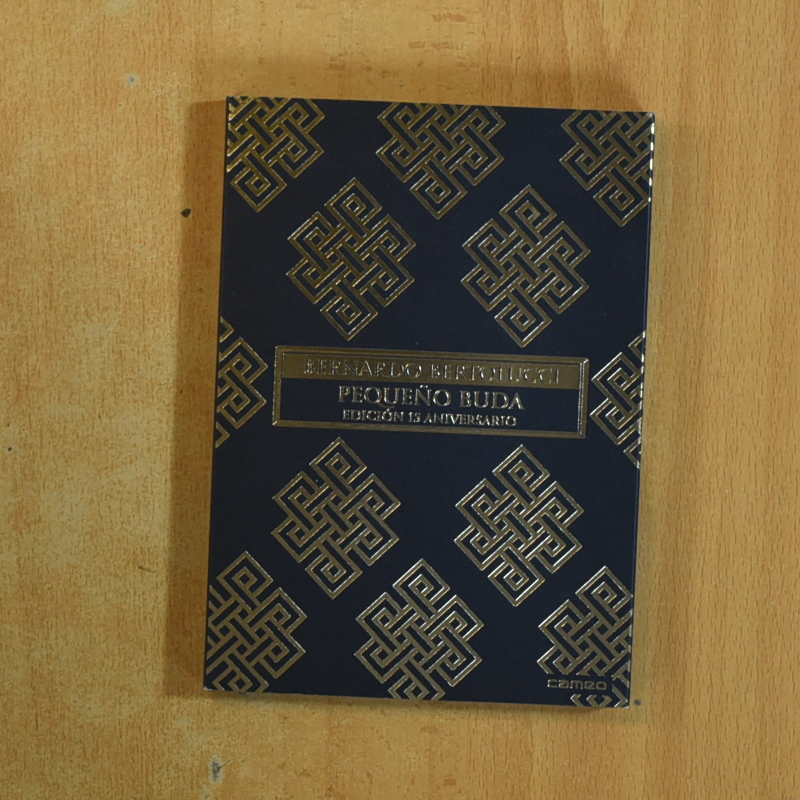 BERNARDO BERTOLUCCI
PEQUEÑO BUDA
EDICIÓN 15 ANIVERSARIO
cameo